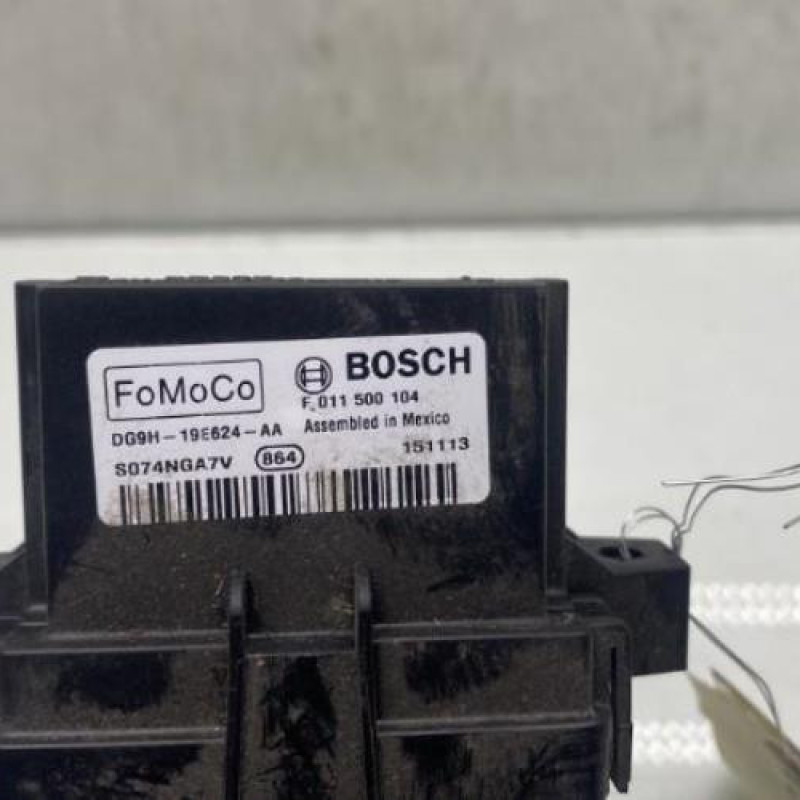 FoMoCo
BOSCH
F 011 500 104
DG9H-19E624-AA
Assembled in Mexico
S074NGA7V
864
151113